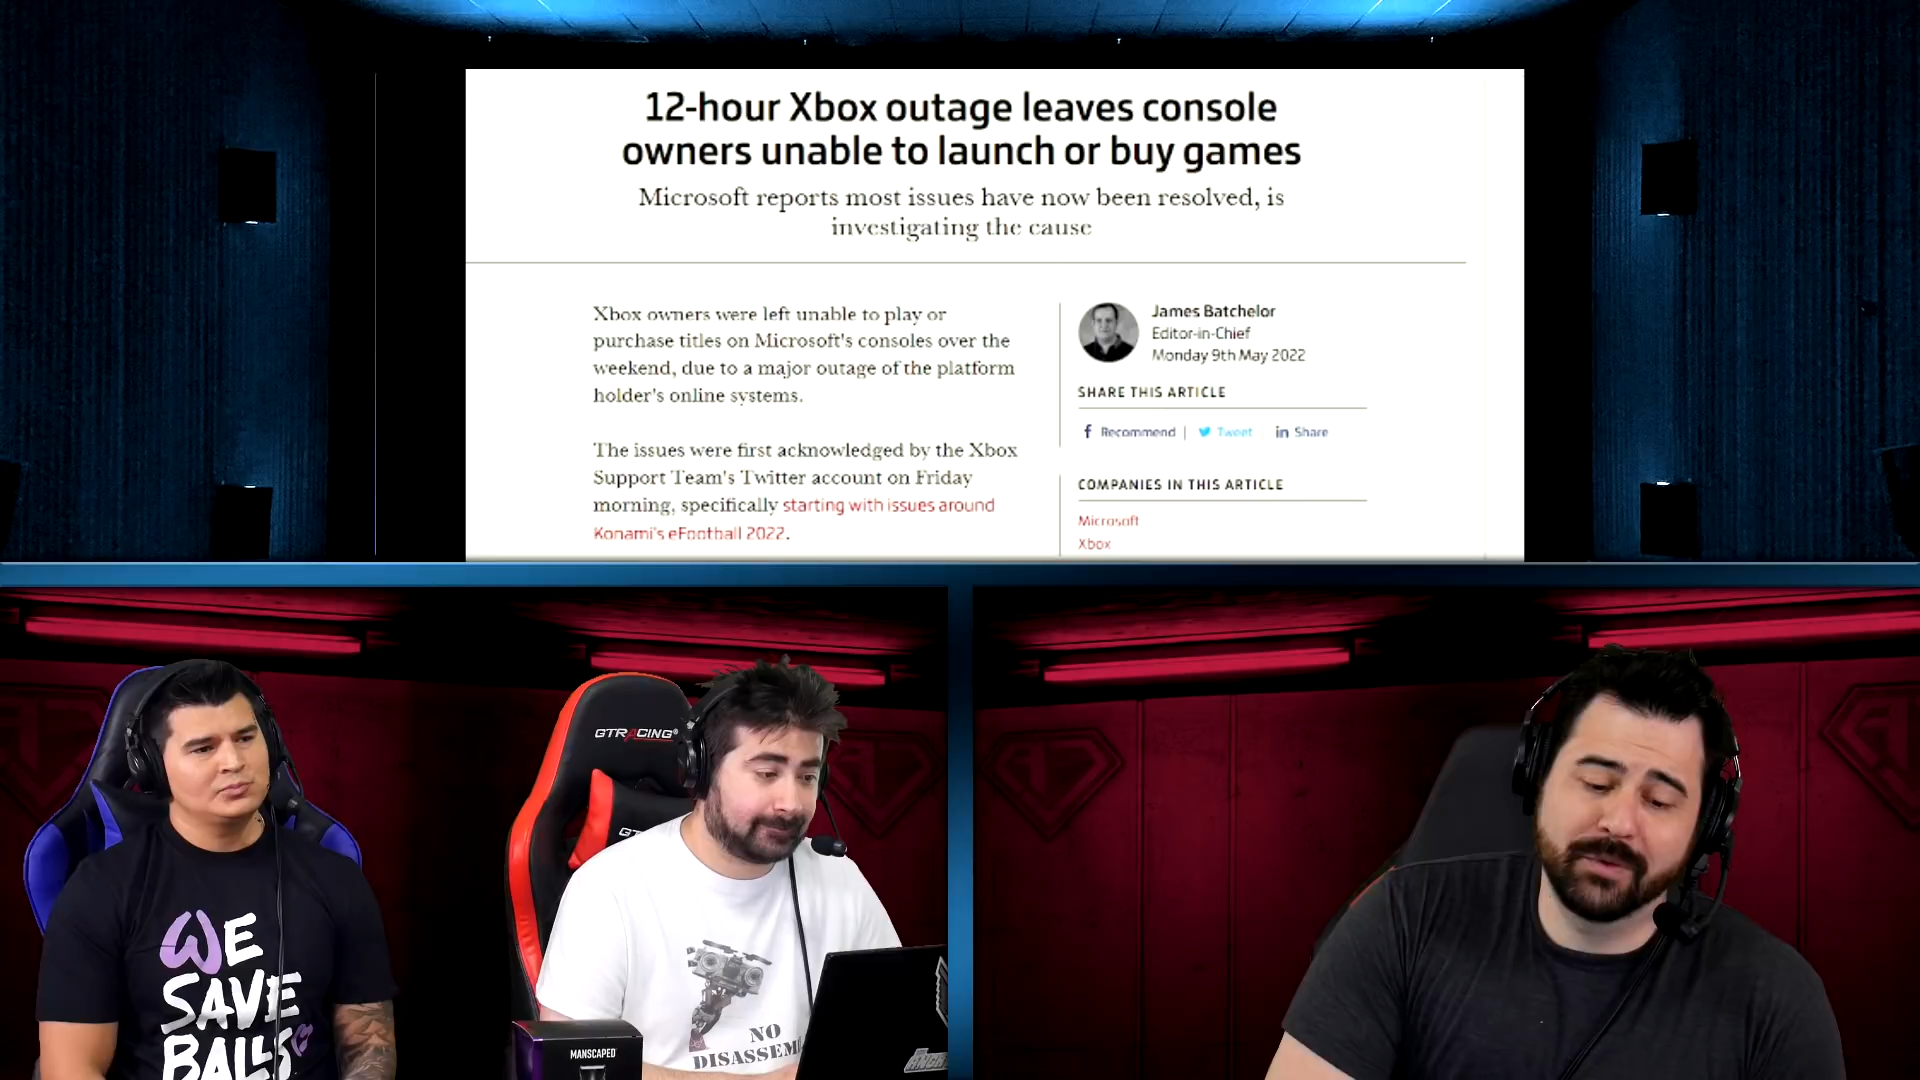 12-hour Xbox outage leaves console
owners unable to launch or buy games
Microsoft reports most issues have now been resolved, is
investigating the cause
Xbox owners were left unable to play or
purchase titles on Microsoft's consoles over the
weekend, due to a major outage of the platform
holder's online systems.
The issues were first acknowledged by the Xbox
Support Team's Twitter account on Friday
morning, specifically starting with issues around
Konami's eFootball 2022.
James Batchelor
Editor-in-Chief
Monday 9th May 2022
SHARE THIS ARTICLE
f Recommend | Tweet in Share
COMPANIES IN THIS ARTICLE
Microsoft
Xbox
GTRACING®
GT
WE
SAVE
BALLS
MANSCAPED
NO
DISASSEM